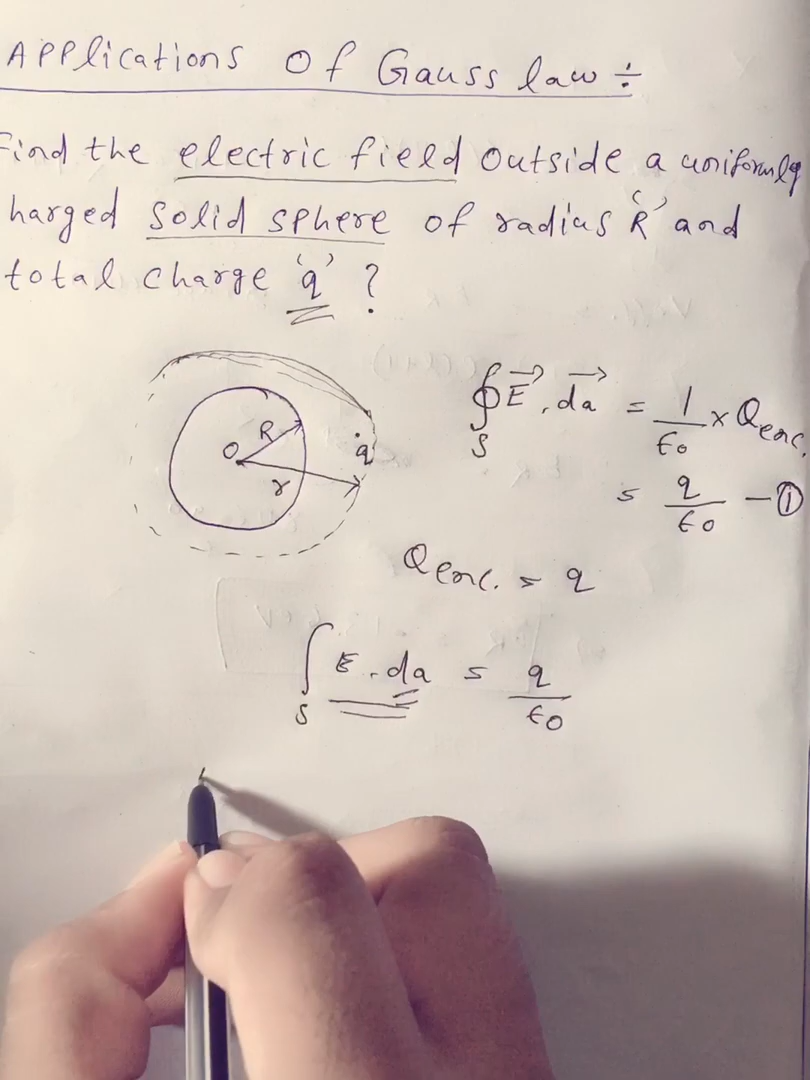 Applications Of Gauss law ÷
Find the electric field outside a uniformly
harged solid sphere of radius 'R' and
total charge 'q' ?
R
O
r
q
∮E⃗ . da⃗ = 1/ϵ0 × Qenc.
S
= q/ϵ0 — ①
Qenc. = q
∫ E . da = q/ϵ0
S